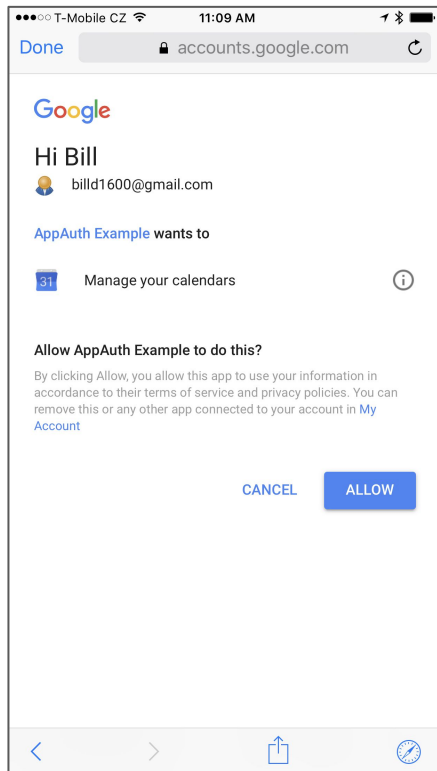 T-Mobile CZ 11:09 AM
Done accounts.google.com
Google
Hi Bill
billd1600@gmail.com
AppAuth Example wants to
31 Manage your calendars
Allow AppAuth Example to do this?
By clicking Allow, you allow this app to use your information in
accordance to their terms of service and privacy policies. You can
remove this or any other app connected to your account in My
Account
CANCEL ALLOW